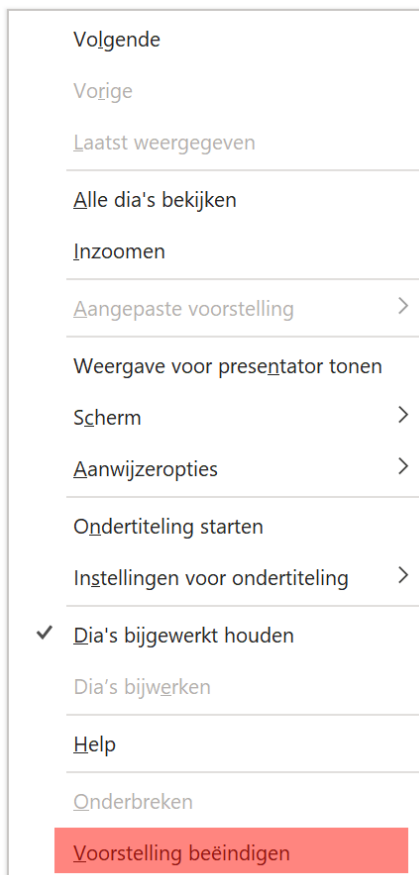 Volgende
Vorige
Laatst weergegeven
Alle dia's bekijken
Inzoomen
Aangepaste voorstelling
Weergave voor presentator tonen
Scherm
Aanwijzeropties
Ondertiteling starten
Instellingen voor ondertiteling
Dia's bijgewerkt houden
Dia’s bijwerken
Help
Onderbreken
Voorstelling beëindigen